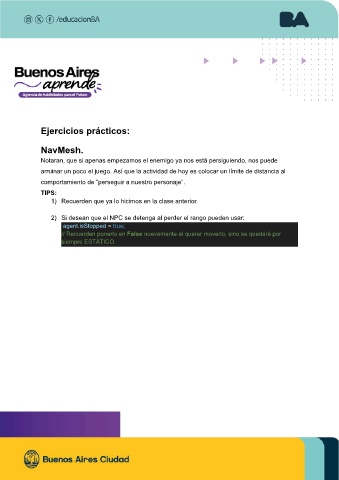 /educacionBA
BA
Buenos Aires
aprende
Agencia de Habilidades para el Futuro
Ejercicios prácticos:
NavMesh.
Notaran, que si apenas empezamos el enemigo ya nos está persiguiendo, nos puede
arruinar un poco el juego. Así que la actividad de hoy es colocar un límite de distancia al
comportamiento de "perseguir a nuestro personaje".
TIPS:
1) Recuerden que ya lo hicimos en la clase anterior.
2) Si desean que el NPC se detenga al perder el rango pueden usar:
agent.isStopped = true;
// Recuerden ponerlo en False nuevamente al querer moverlo, sino se quedará por
siempre ESTÁTICO.
Buenos Aires Ciudad